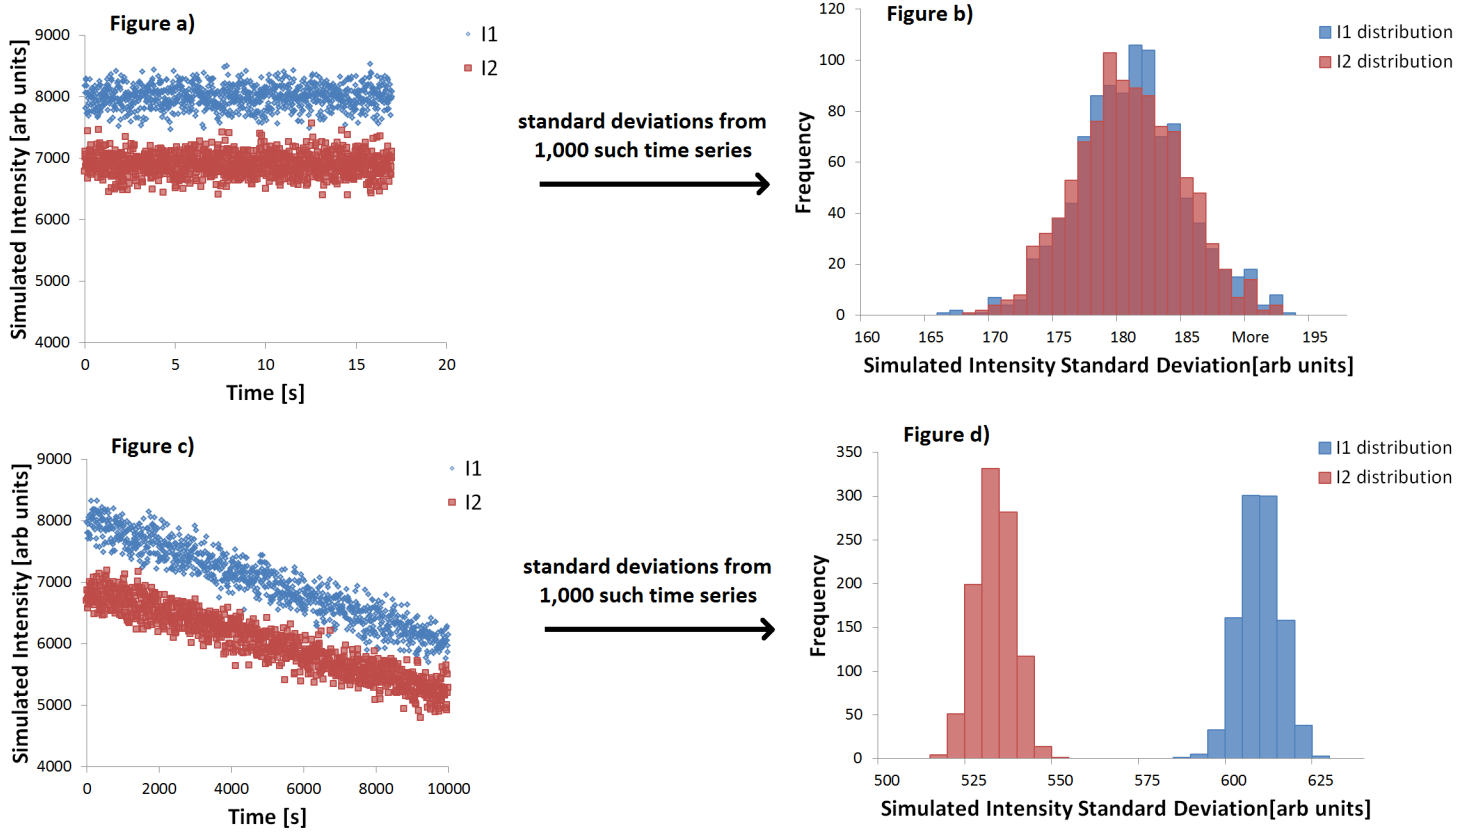 Figure a)
I1
I2
Simulated Intensity [arb units]
9000
8000
7000
6000
5000
4000
0 5 10 15 20
Time [s]
standard deviations from
1,000 such time series
Figure b)
I1 distribution
I2 distribution
Frequency
120
100
80
60
40
20
0
160 165 170 175 180 185 More 195
Simulated Intensity Standard Deviation[arb units]
Figure c)
I1
I2
Simulated Intensity [arb units]
9000
8000
7000
6000
5000
4000
0 2000 4000 6000 8000 10000
Time [s]
standard deviations from
1,000 such time series
Figure d)
I1 distribution
I2 distribution
Frequency
350
300
250
200
150
100
50
0
500 525 550 575 600 625
Simulated Intensity Standard Deviation[arb units]